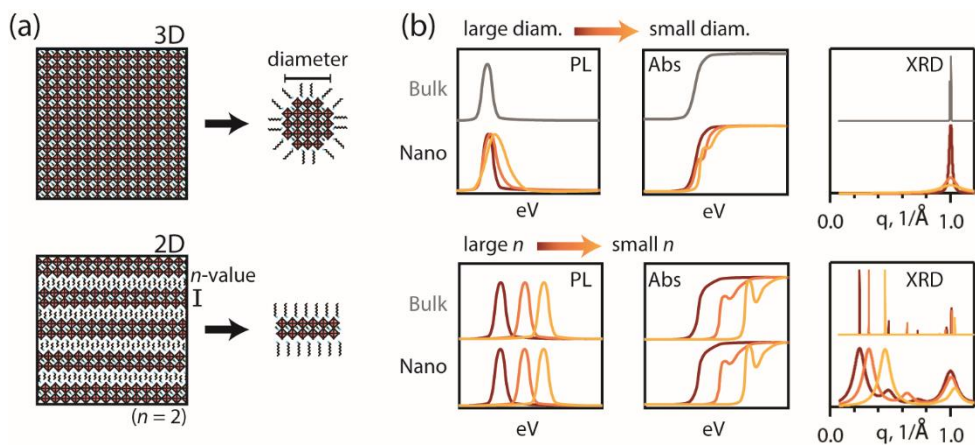 (a)
3D
diameter
2D
n-value
(n = 2)
(b)
large diam. small diam.
PL
Abs
XRD
Bulk
Nano
eV
eV
0.0 q, 1/Å 1.0
large n small n
PL
Abs
XRD
Bulk
Nano
eV
eV
0.0 q, 1/Å 1.0